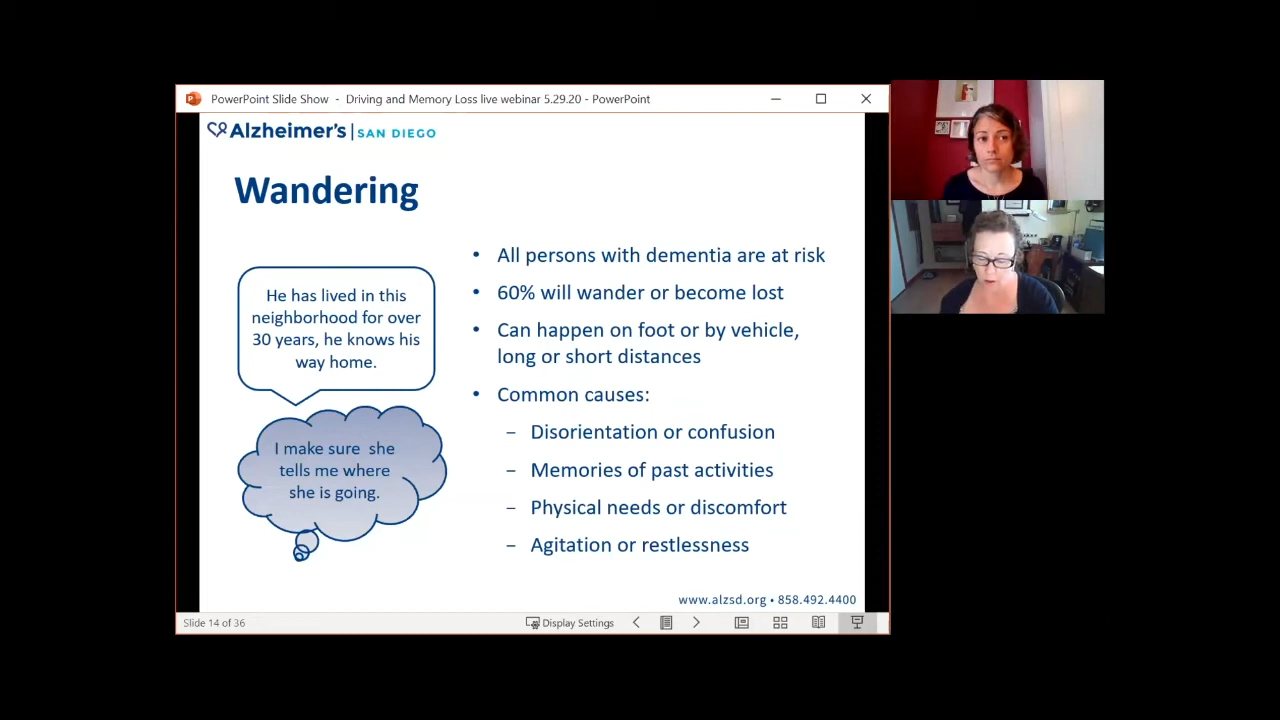 PowerPoint Slide Show - Driving and Memory Loss live webinar 5.29.20 - PowerPoint
Alzheimer's | SAN DIEGO
Wandering
He has lived in this
neighborhood for over
30 years, he knows his
way home.
I make sure she
tells me where
she is going.
• All persons with dementia are at risk
• 60% will wander or become lost
• Can happen on foot or by vehicle,
long or short distances
• Common causes:
– Disorientation or confusion
– Memories of past activities
– Physical needs or discomfort
– Agitation or restlessness
www.alzsd.org • 858.492.4400
Slide 14 of 36
Display Settings